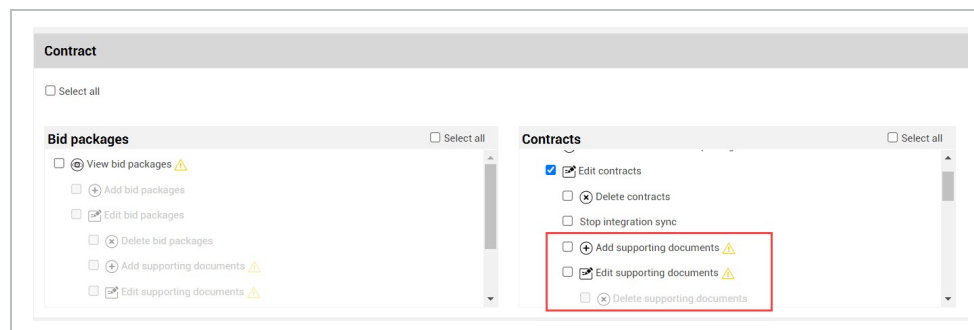 Contract
Select all
Bid packages
Select all
View bid packages
Add bid packages
Edit bid packages
Delete bid packages
Add supporting documents
Edit supporting documents
Contracts
Select all
Edit contracts
Delete contracts
Stop integration sync
Add supporting documents
Edit supporting documents
Delete supporting documents